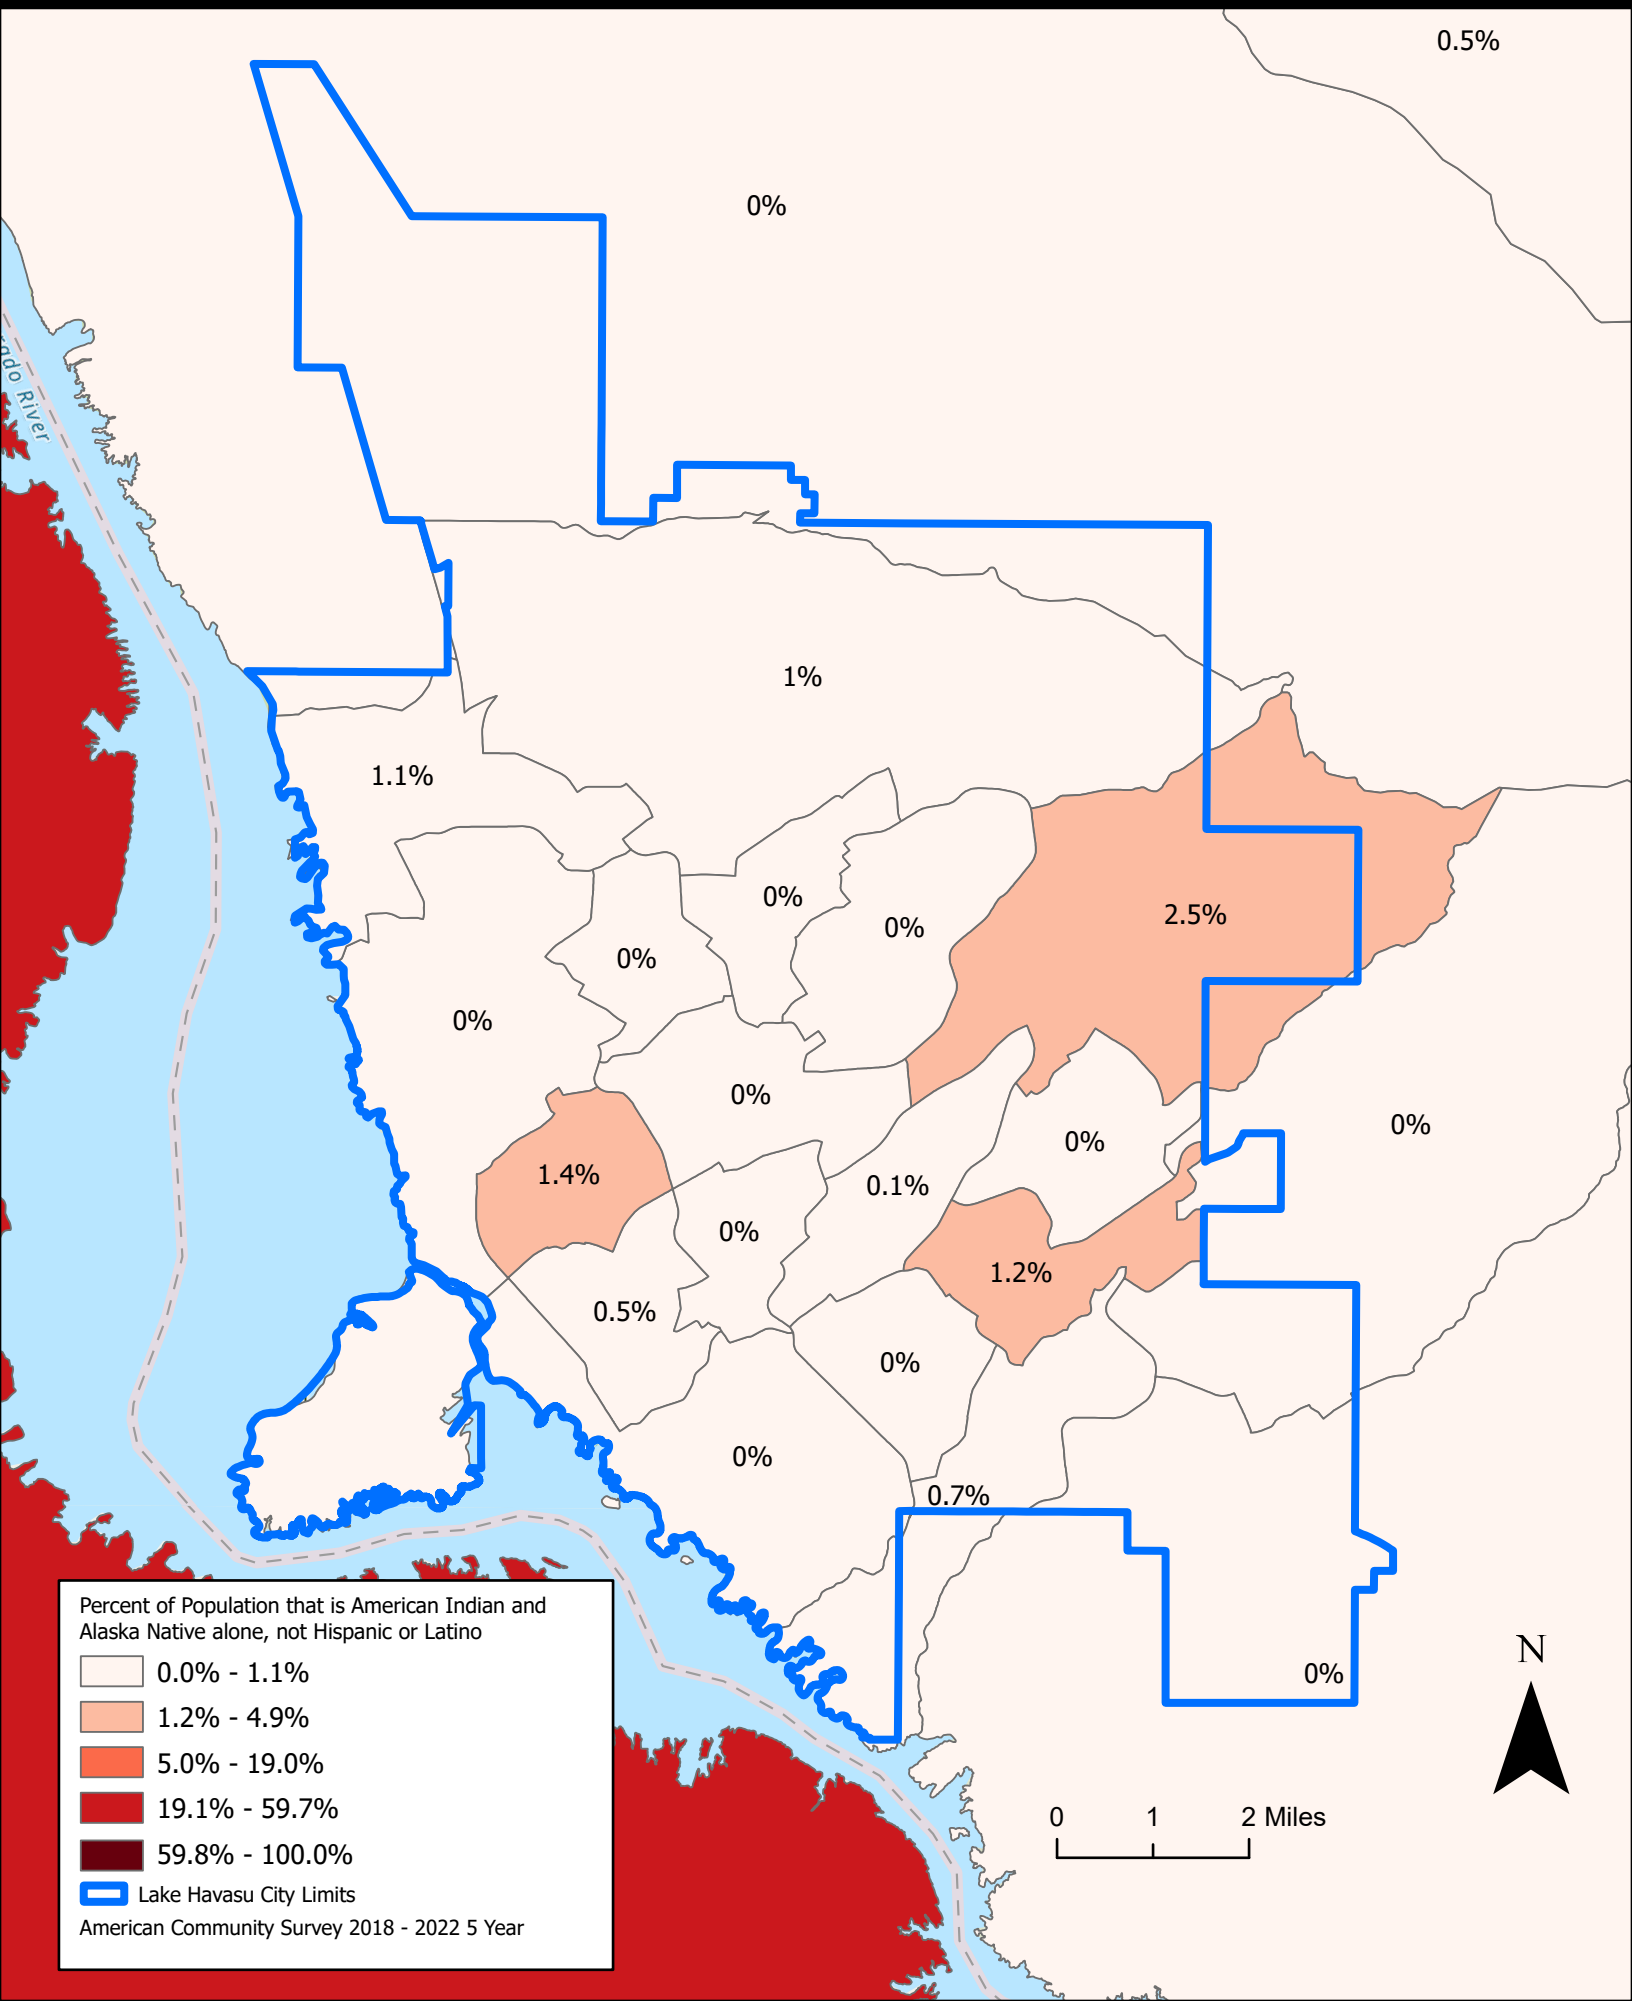 0.5%
0%
rado River
1%
1.1%
0%
0%
2.5%
0%
0%
0%
0%
0%
1.4%
0.1%
0%
0.5%
1.2%
0%
0%
0.7%
0%
Percent of Population that is American Indian and
Alaska Native alone, not Hispanic or Latino
0.0% - 1.1%
1.2% - 4.9%
5.0% - 19.0%
19.1% - 59.7%
59.8% - 100.0%
Lake Havasu City Limits
American Community Survey 2018 - 2022 5 Year
N
0 1 2 Miles